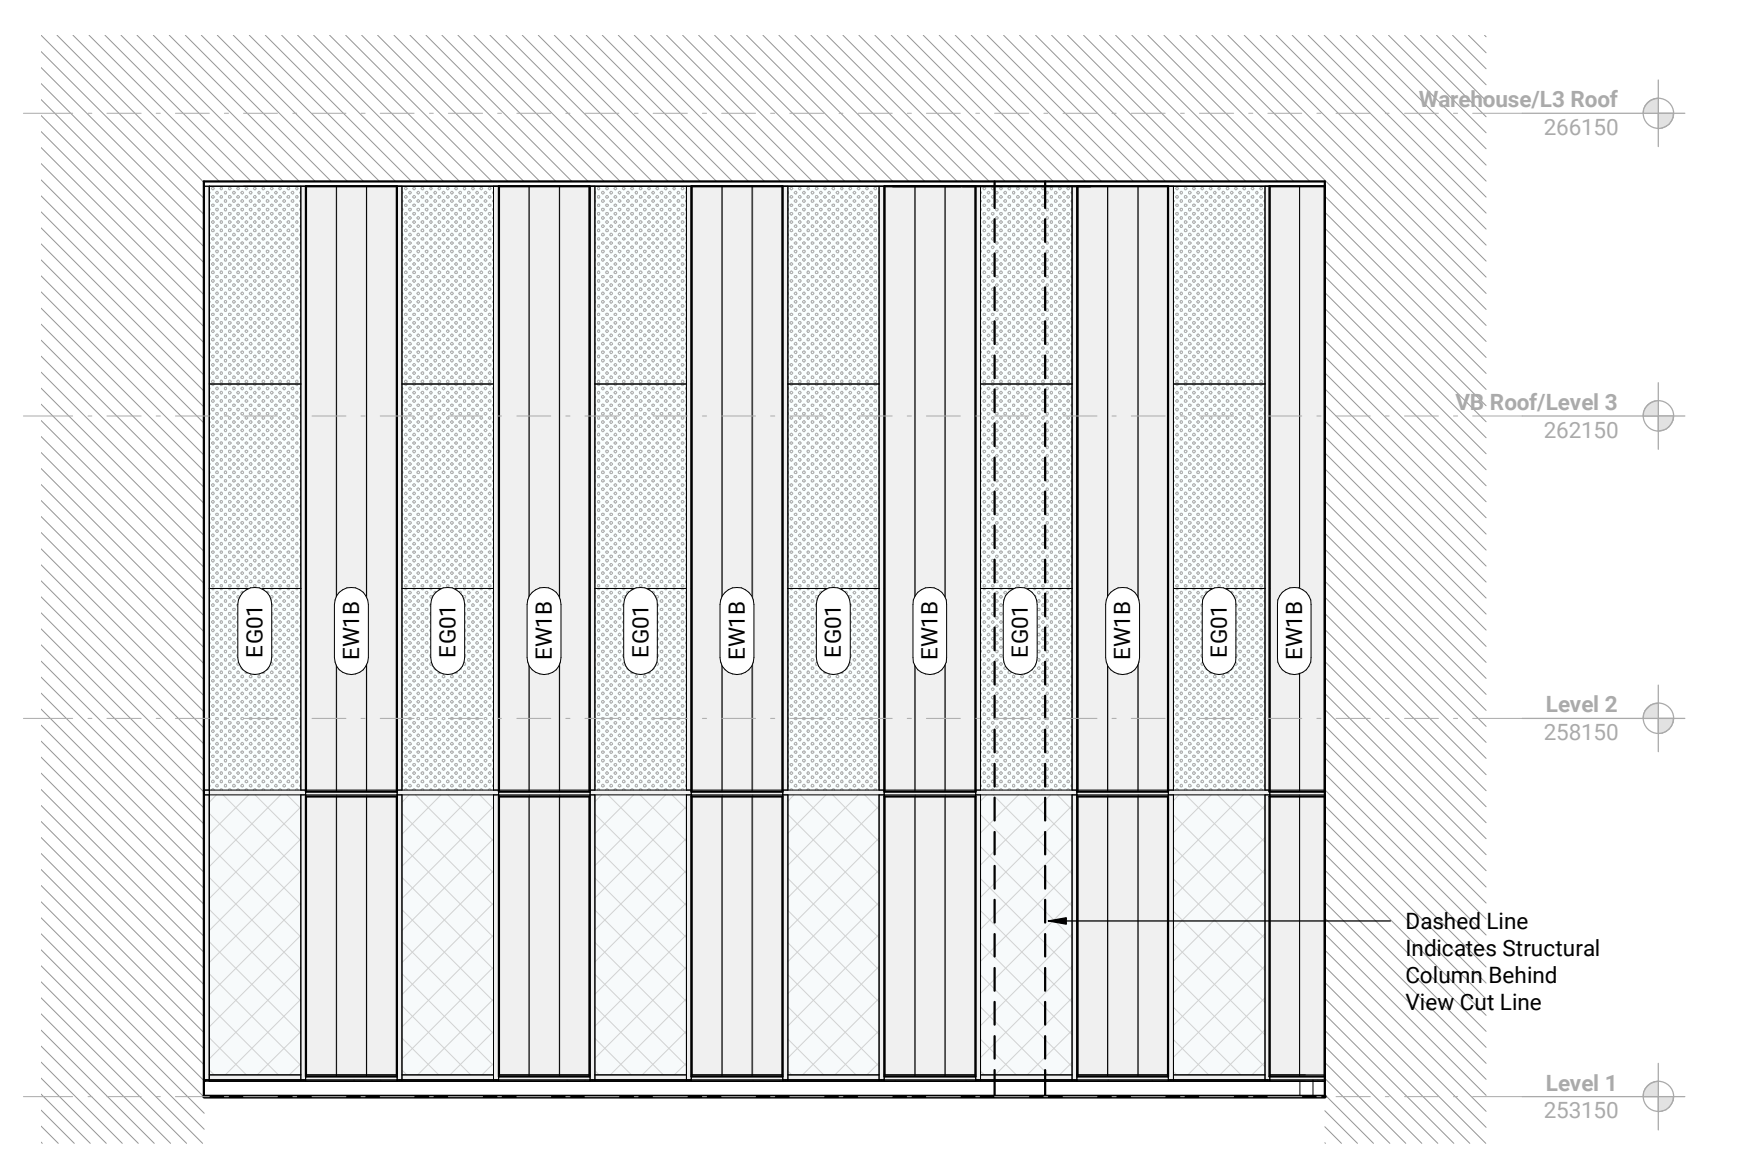 Warehouse/L3 Roof
266150
VB Roof/Level 3
262150
EG01
EW1B
EG01
EW1B
EG01
EW1B
EG01
EW1B
EG01
EW1B
EG01
EW1B
Level 2
258150
Dashed Line
Indicates Structural
Column Behind
View Cut Line
Level 1
253150